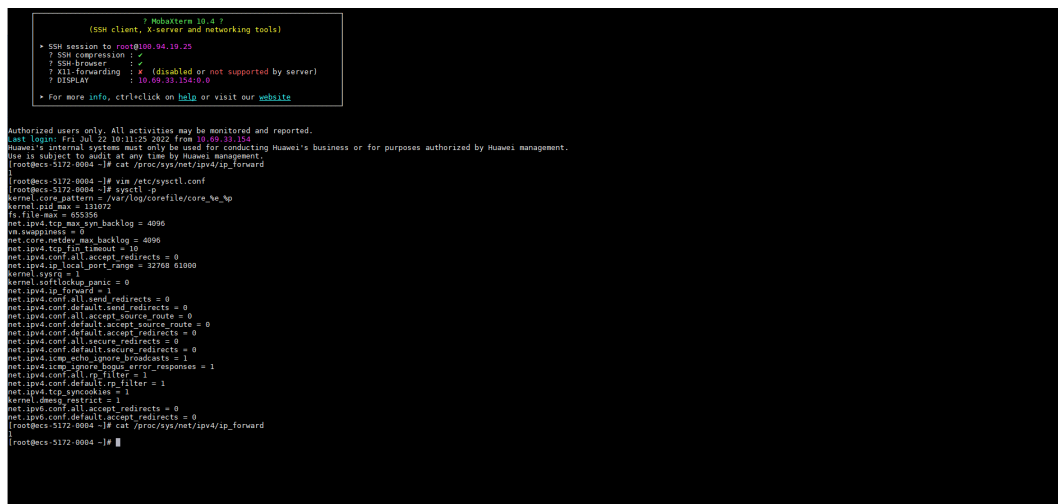 ? MobaXterm 10.4 ?
(SSH client, X-server and networking tools)
➤ SSH session to root@100.94.19.25
? SSH compression : ✔
? SSH-browser : ✔
? X11-forwarding : ✘ (disabled or not supported by server)
? DISPLAY : 10.69.33.154:0.0
➤ For more info, ctrl+click on help or visit our website
Authorized users only. All activities may be monitored and reported.
Last login: Fri Jul 22 10:11:25 2022 from 10.69.33.154
Huawei's internal systems must only be used for conducting Huawei's business or for purposes authorized by Huawei management.
Use is subject to audit at any time by Huawei management.
[root@ecs-5172-0004 ~]# cat /proc/sys/net/ipv4/ip_forward
1
[root@ecs-5172-0004 ~]# vim /etc/sysctl.conf
[root@ecs-5172-0004 ~]# sysctl -p
kernel.core_pattern = /var/log/corefile/core_%e_%p
kernel.pid_max = 131072
fs.file-max = 655356
net.ipv4.tcp_max_syn_backlog = 4096
vm.swappiness = 0
net.core.netdev_max_backlog = 4096
net.ipv4.tcp_fin_timeout = 10
net.ipv4.conf.all.accept_redirects = 0
net.ipv4.ip_local_port_range = 32768 61000
kernel.sysrq = 1
kernel.softlockup_panic = 0
net.ipv4.ip_forward = 1
net.ipv4.conf.all.send_redirects = 0
net.ipv4.conf.default.send_redirects = 0
net.ipv4.conf.all.accept_source_route = 0
net.ipv4.conf.default.accept_source_route = 0
net.ipv4.conf.default.accept_redirects = 0
net.ipv4.conf.all.secure_redirects = 0
net.ipv4.conf.default.secure_redirects = 0
net.ipv4.icmp_echo_ignore_broadcasts = 1
net.ipv4.icmp_ignore_bogus_error_responses = 1
net.ipv4.conf.all.rp_filter = 1
net.ipv4.conf.default.rp_filter = 1
net.ipv4.tcp_syncookies = 1
kernel.dmesg_restrict = 1
net.ipv6.conf.all.accept_redirects = 0
net.ipv6.conf.default.accept_redirects = 0
[root@ecs-5172-0004 ~]# cat /proc/sys/net/ipv4/ip_forward
1
[root@ecs-5172-0004 ~]#